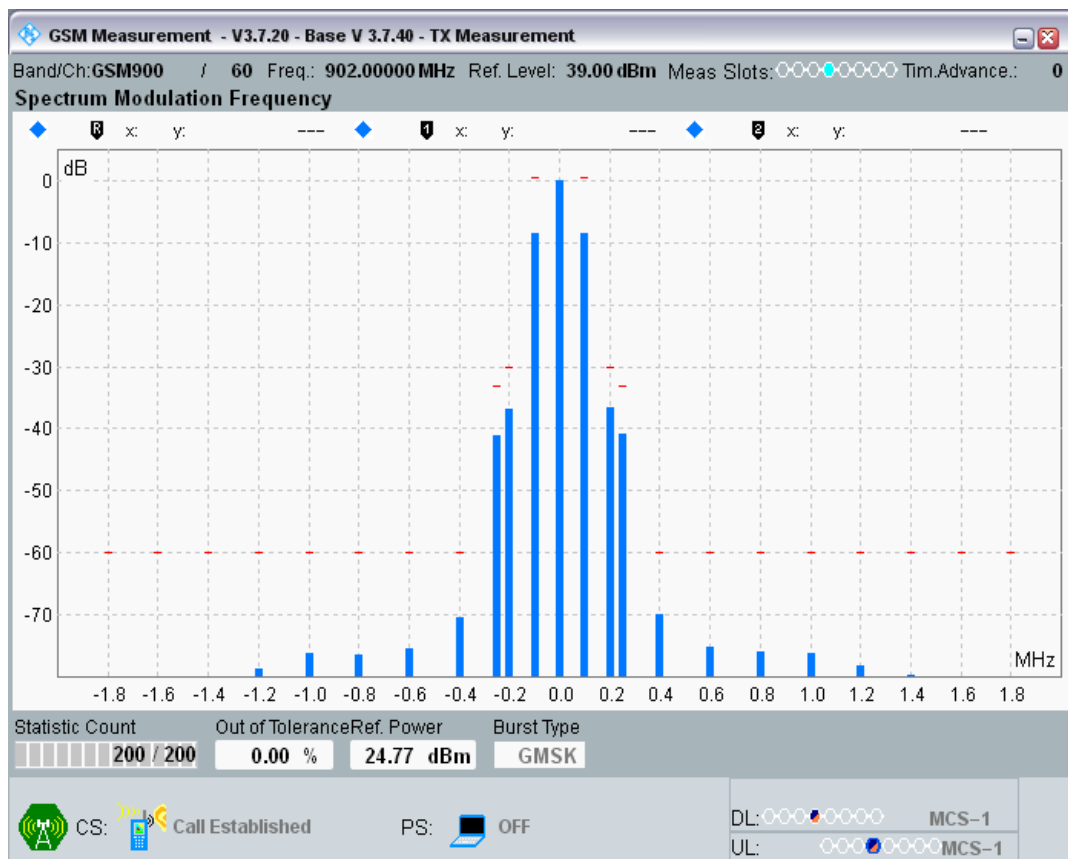 GSM Measurement - V3.7.20 - Base V 3.7.40 - TX Measurement
Band/Ch:GSM900 / 60 Freq.: 902.00000 MHz Ref. Level: 39.00 dBm Meas Slots: Tim.Advance.: 0
Spectrum Modulation Frequency
R x: y: --- 1 x: y: --- 2 x: y: ---
dB
0
-10
-20
-30
-40
-50
-60
-70
MHz
-1.8 -1.6 -1.4 -1.2 -1.0 -0.8 -0.6 -0.4 -0.2 0.0 0.2 0.4 0.6 0.8 1.0 1.2 1.4 1.6 1.8
Statistic Count Out of Tolerance Ref. Power Burst Type
200 / 200 0.00 % 24.77 dBm GMSK
CS: Call Established PS: OFF
DL: MCS-1
UL: MCS-1